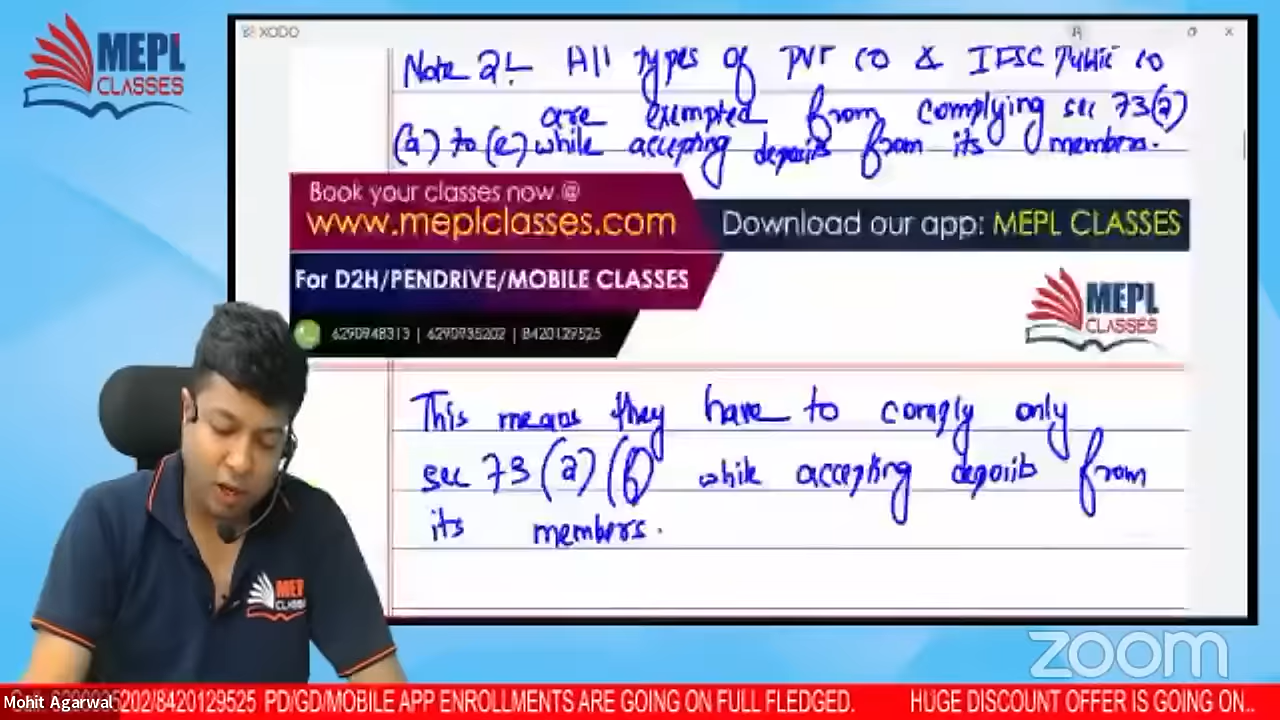 MEPL
CLASSES
XODO
Note 2:- All types of PVT CO & IFSC Public co
are exempted from complying sec 73(2)
(a) to (e) while accepting deposits from its members.
Book your classes now @
www.meplclasses.com
Download our app: MEPL CLASSES
For D2H/PENDRIVE/MOBILE CLASSES
MEPL
CLASSES
6290948313 | 6290935202 | 8420129525
This means they have to comply only
sec 73 (2) (f) while accepting deposits from
its members.
MEPL
CLASSES
zoom
Mohit Agarwal
202/8420129525 PD/GD/MOBILE APP ENROLLMENTS ARE GOING ON FULL FLEDGED. HUGE DISCOUNT OFFER IS GOING ON..